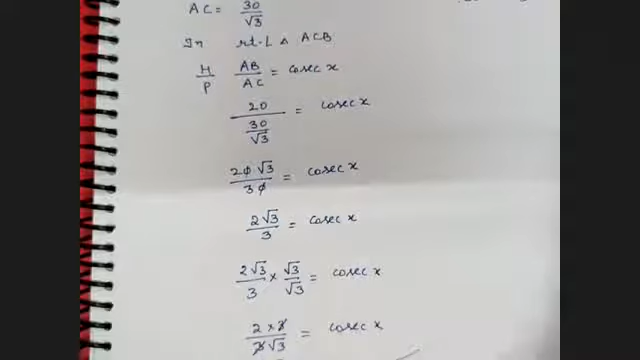 AC = 30/√3
In rt.L △ ACB
H/P AB/AC = cosec x
20/(30/√3) = cosec x
20√3/30 = cosec x
2√3/3 = cosec x
2√3/3 × √3/√3 = cosec x
2×3/3√3 = cosec x